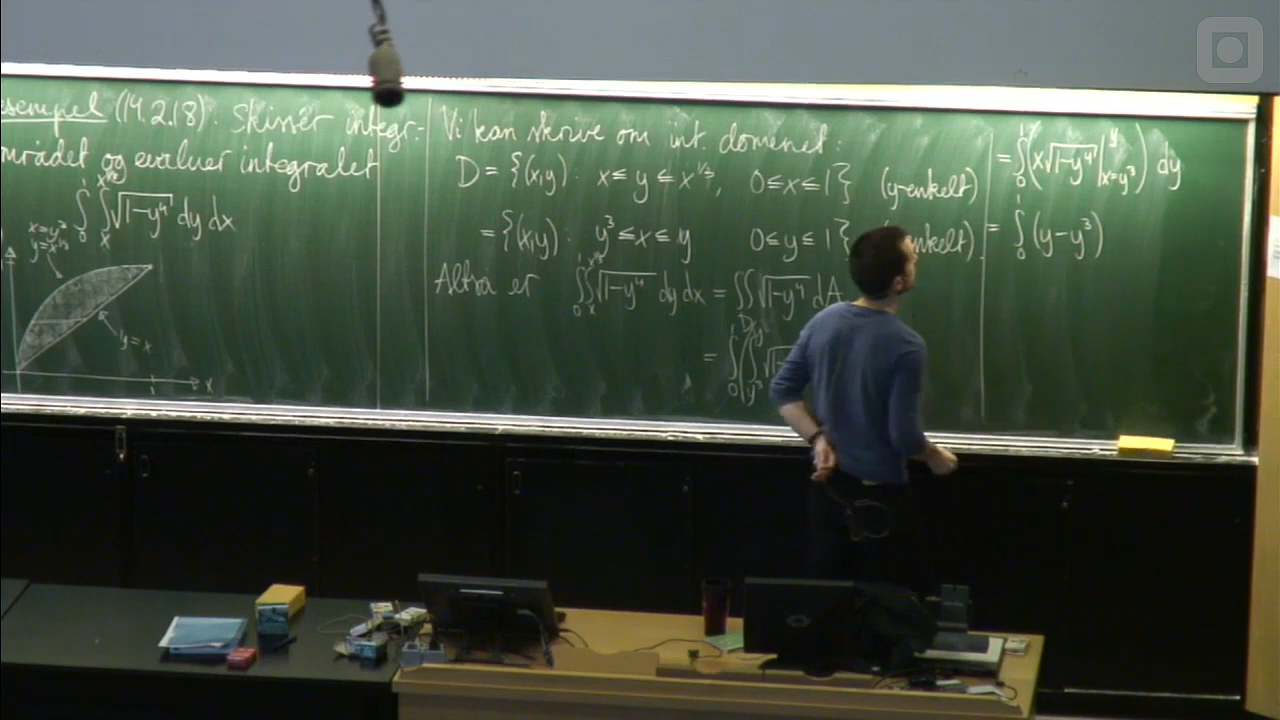 (14.2.18). Skissér integr.-
området og evaluer integralet
∫₀¹ ∫ₓ^{x^{1/3}} √(1-y⁴) dy dx
x=y³
y=x^{1/3}
y=x
1
x
Vi kan skrive om int. domenet:
D = {(x,y): x ≤ y ≤ x^{1/3}, 0≤x≤1} (y-enkelt)
= {(x,y): y³ ≤ x ≤ y, 0≤y≤1}
Altså er ∫₀¹ ∫ₓ^{x^{1/3}} √(1-y⁴) dy dx = ∬_D √(1-y⁴) dA
= ∫₀¹ ( ∫_{y³}^{y} √1-
= ∫₀¹ (x√(1-y⁴) |_{x=y³}^{y}) dy
= ∫₀¹ (y-y³)